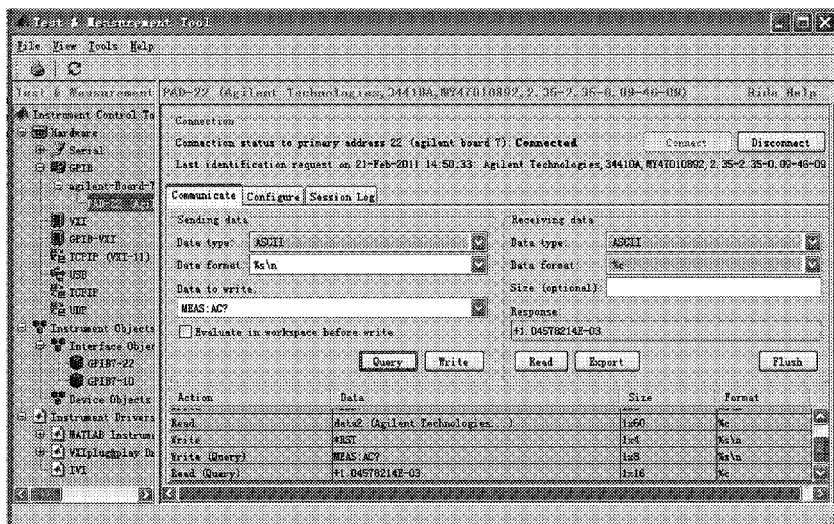 Test & Measurement Tool
File View Tools Help
Test & Measurement
PAD-22 (Agilent Technologies,34410A,MY47010892,2.35-2.35-0.09-46-09)
Hide Help
Instrument Control To
Hardware
Serial
GPIB
agilent-Board-7
VXI
GPIB-VXI
TCPIP (VXI-11)
USB
TCPIP
UDP
Instrument Objects
Interface Objec
GPIB7-22
GPIB7-10
Device Objects
Instrument Drivers
MATLAB Instrume
VXIplug&play Dr
IVI
Connection
Connection status to primary address 22 (agilent board 7): Connected
Connect
Disconnect
Last identification request on 21-Feb-2011 14:50:33: Agilent Technologies,34410A,MY47010892,2.35-2.35-0.09-46-09
Communicate
Configure
Session Log
Sending data
Data type: ASCII
Data format: %s\n
Data to write:
MEAS:AC?
Evaluate in workspace before write
Query
Write
Receiving data
Data type: ASCII
Data format: %c
Size (optional):
Response:
+1.04578214E-03
Read
Export
Flush
Action Data Size Format
Read data2 (Agilent Technologies...) 1x60 %c
Write *RST 1x4 %s\n
Write (Query) MEAS:AC? 1x8 %s\n
Read (Query) +1.04578214E-03 1x16 %c